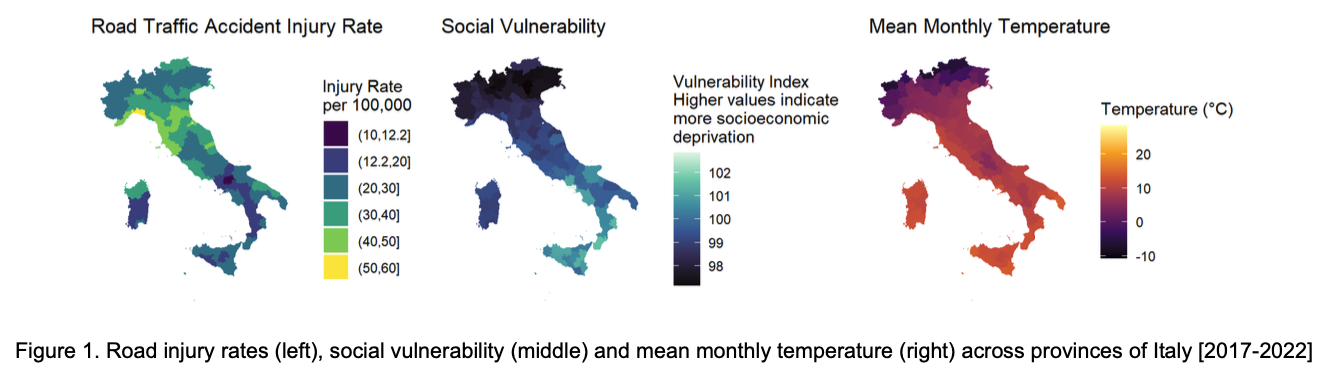 Road Traffic Accident Injury Rate
Injury Rate
per 100,000
(10,12.2]
(12.2,20]
(20,30]
(30,40]
(40,50]
(50,60]
Social Vulnerability
Vulnerability Index
Higher values indicate
more socioeconomic
deprivation
102
101
100
99
98
Mean Monthly Temperature
Temperature (°C)
20
10
0
-10
Figure 1. Road injury rates (left), social vulnerability (middle) and mean monthly temperature (right) across provinces of Italy [2017-2022]